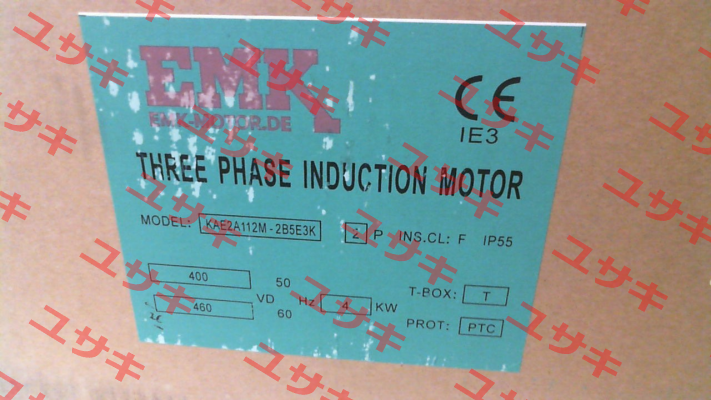 EMK
EMK-MOTOR.DE
CE
IE3
THREE PHASE INDUCTION MOTOR
MODEL: KAE2A112M-2B5E3K 2 P INS.CL: F IP55
400 50
VD Hz 4 KW
460 60
T-BOX: T
PROT: PTC
ユサキ